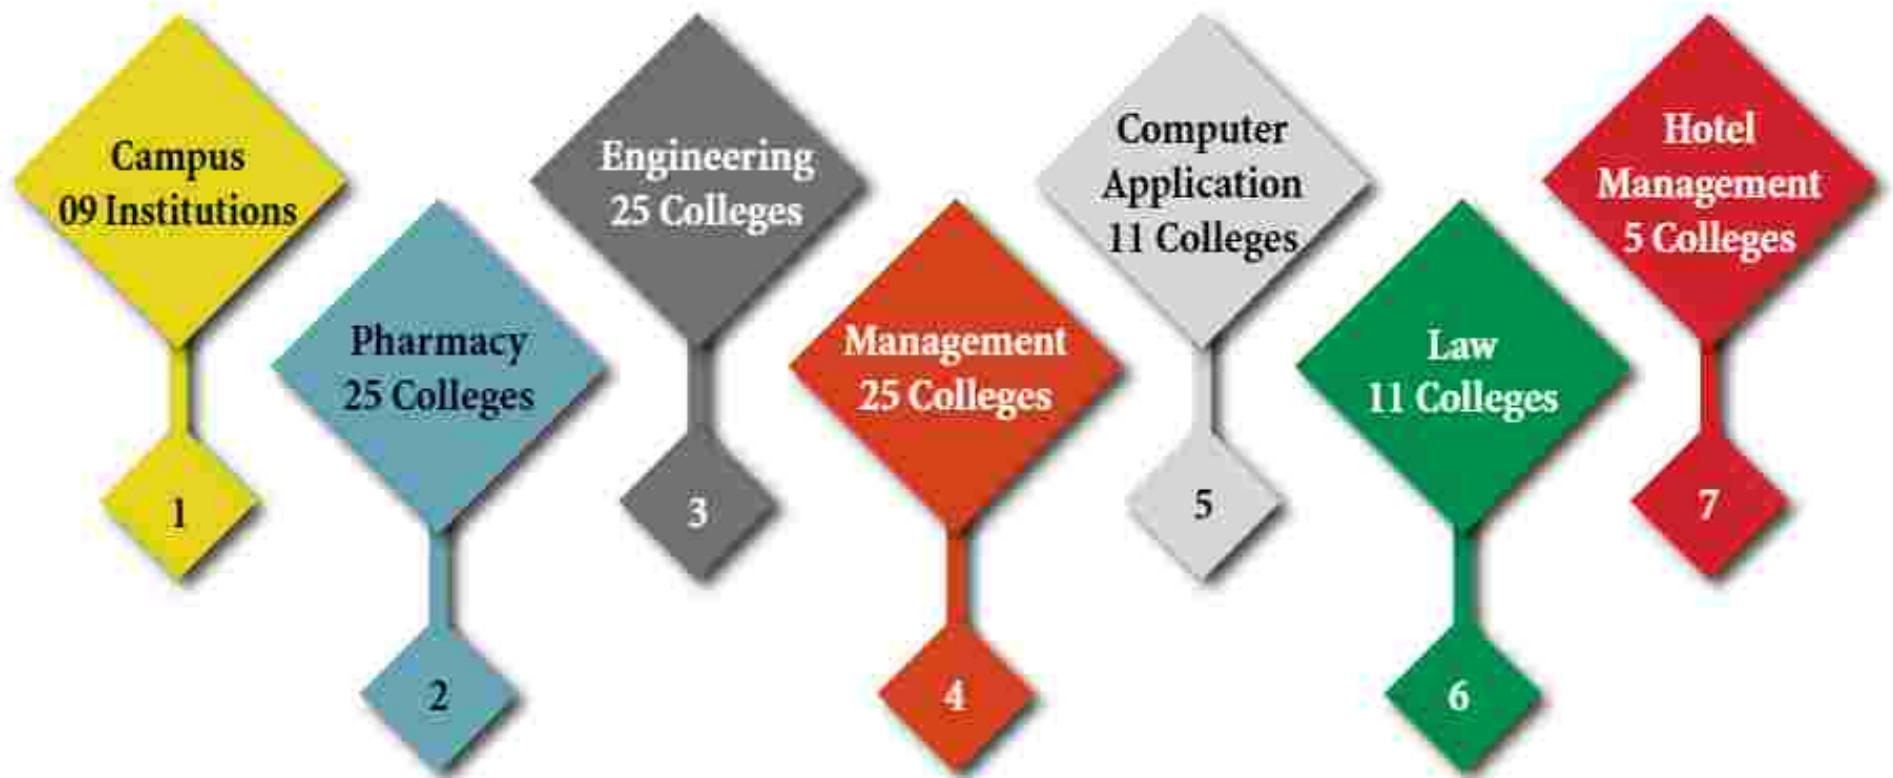 Campus
09 Institutions
1
Pharmacy
25 Colleges
2
Engineering
25 Colleges
3
Management
25 Colleges
4
Computer
Application
11 Colleges
5
Law
11 Colleges
6
Hotel
Management
5 Colleges
7